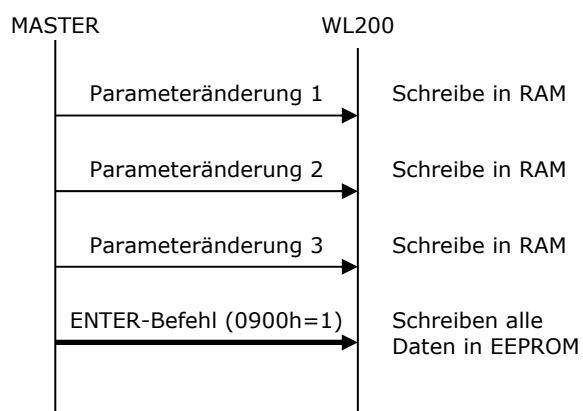 MASTER WL200
Parameteränderung 1 Schreibe in RAM
Parameteränderung 2 Schreibe in RAM
Parameteränderung 3 Schreibe in RAM
ENTER-Befehl (0900h=1) Schreiben alle
Daten in EEPROM